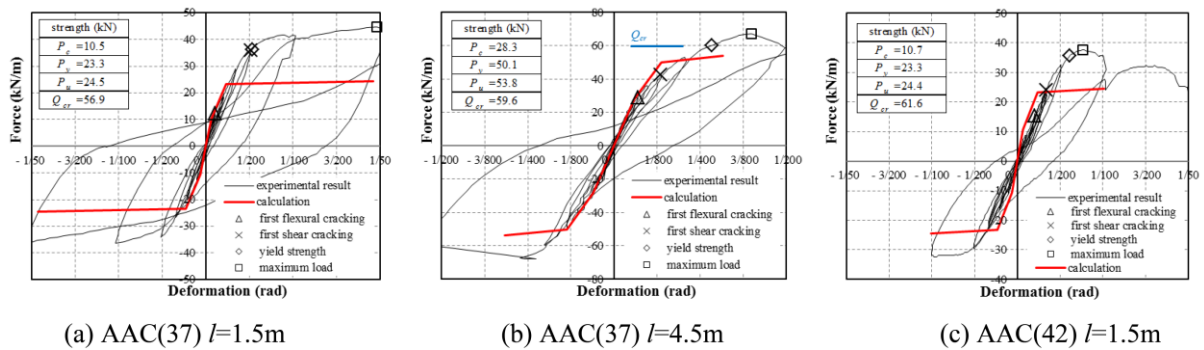 strength (kN)
P_c =10.5
P_y =23.3
P_u =24.5
Q_cr =56.9
Force (kN/m)
50
40
30
20
10
0
-10
-20
-30
-40
-50
- 1/50
- 3/200
- 1/100
- 1/200
1/200
1/100
3/200
1/50
experimental result
calculation
first flexural cracking
first shear cracking
yield strength
maximum load
Deformation (rad)
(a) AAC(37) l=1.5m
strength (kN)
P_c =28.3
P_y =50.1
P_u =53.8
Q_cr =59.6
Q_cr
Force (kN/m)
80
60
40
20
0
-20
-40
-60
-80
- 1/200
- 3/800
- 1/400
- 1/800
1/800
1/400
3/800
1/200
experimental result
calculation
first flexural cracking
first shear cracking
yield strength
maximum load
Deformation (rad)
(b) AAC(37) l=4.5m
strength (kN)
P_c =10.7
P_y =23.3
P_u =24.4
Q_cr =61.6
Force (kN/m)
50
40
30
20
10
0
-10
-20
-30
-40
- 1/50
- 3/200
- 1/100
- 1/200
1/200
1/100
3/200
1/50
experimental result
first flexural cracking
first shear cracking
yield strength
maximum load
calculation
Deformation (rad)
(c) AAC(42) l=1.5m